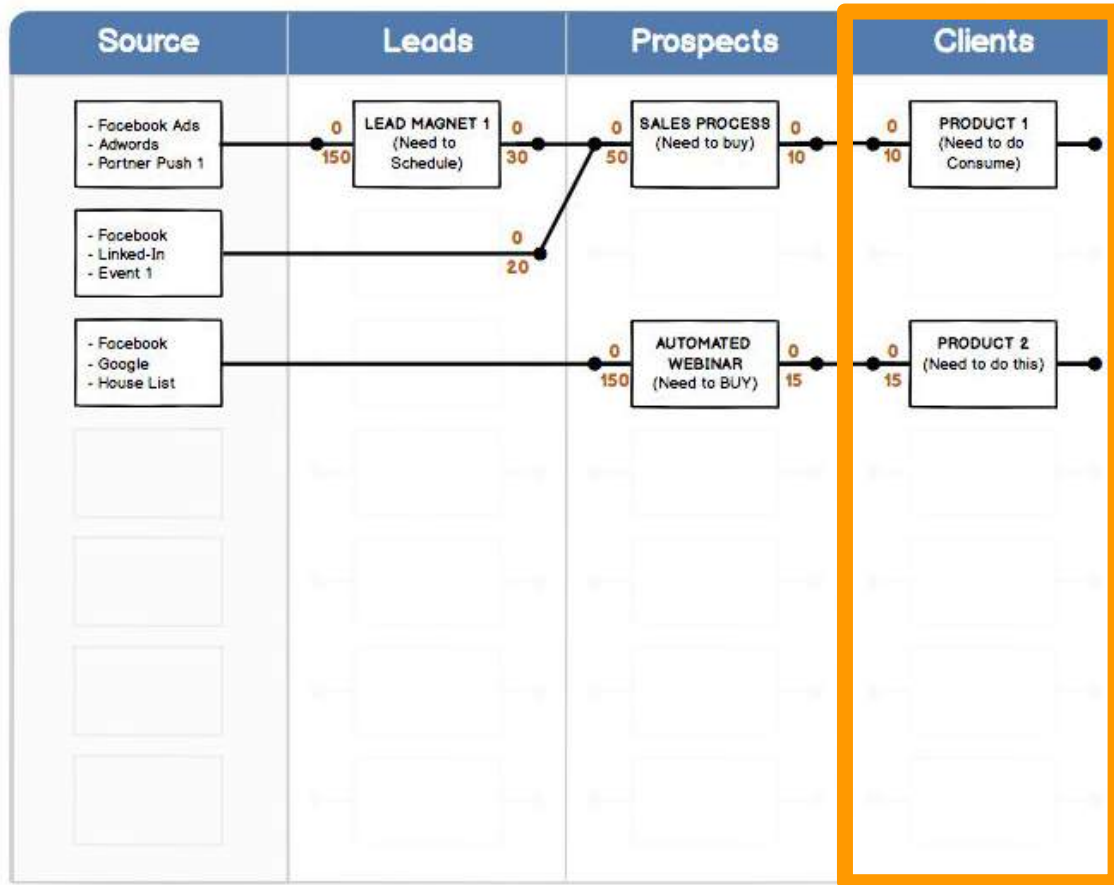 Source
Leads
Prospects
Clients
- Facebook Ads
- Adwords
- Partner Push 1
0
150
LEAD MAGNET 1
(Need to
Schedule)
0
30
0
50
SALES PROCESS
(Need to buy)
0
10
0
10
PRODUCT 1
(Need to do
Consume)
- Facebook
- Linked-In
- Event 1
0
20
- Facebook
- Google
- House List
0
150
AUTOMATED
WEBINAR
(Need to BUY)
0
15
0
15
PRODUCT 2
(Need to do this)